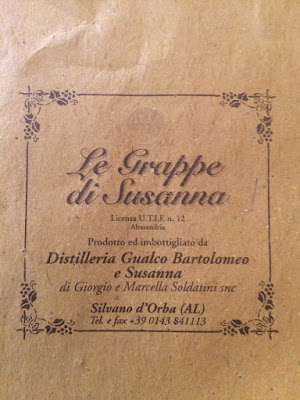 Le Grappe
di Susanna
Licenza U.T.I.F. n. 12
Alessandria
Prodotto ed imbottigliato da
Distilleria Gualco Bartolomeo
e Susanna
di Giorgio e Marcella Soldatini snc
Silvano d'Orba (AL)
Tel. e fax +39 0143 841113